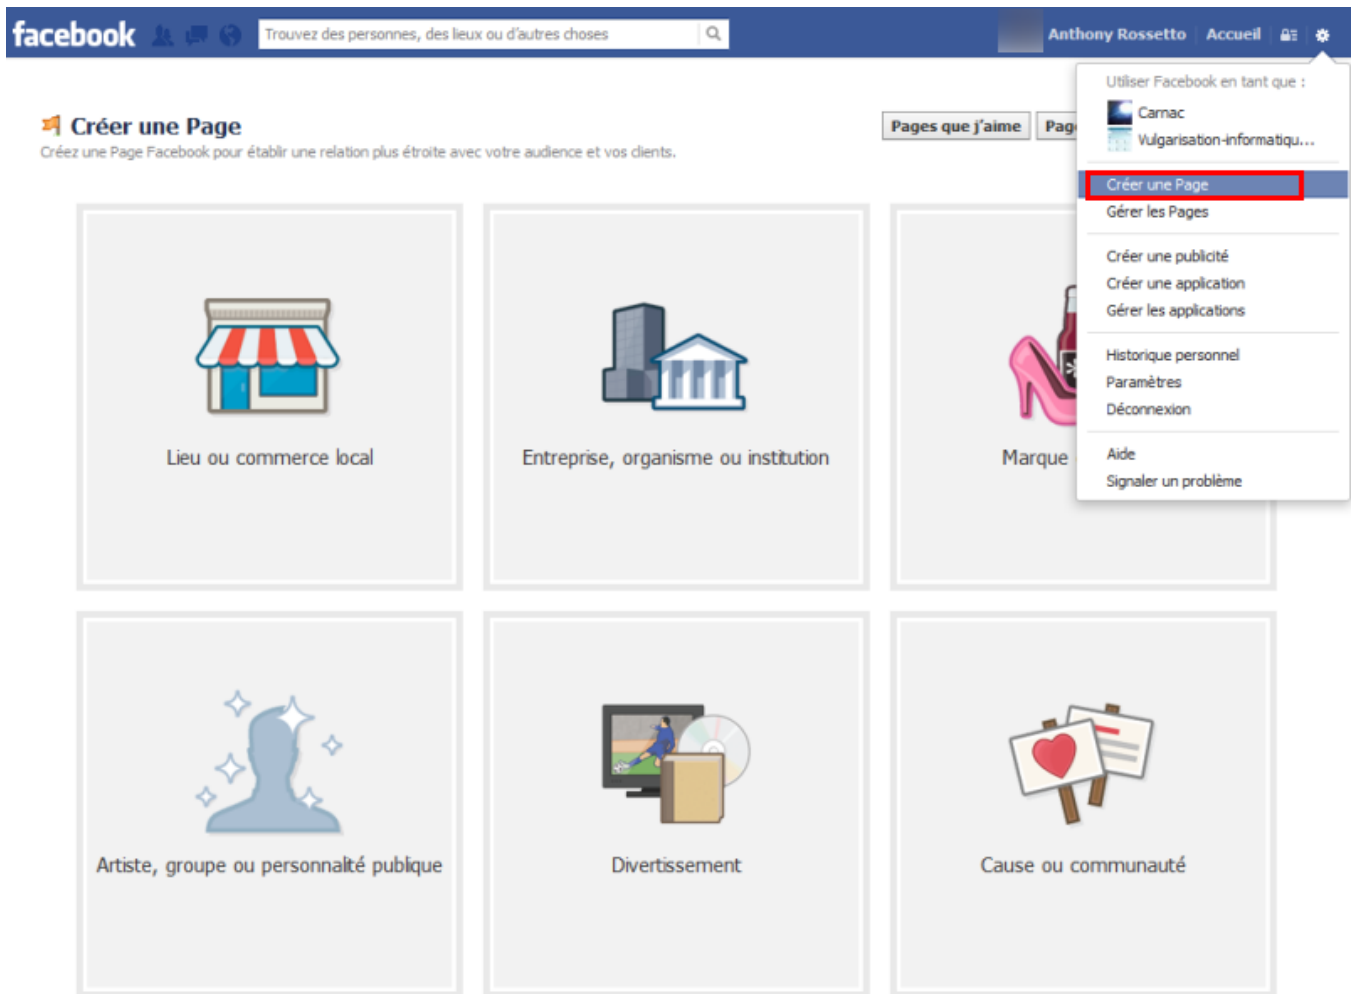 facebook
Trouvez des personnes, des lieux ou d'autres choses
Anthony Rossetto
Accueil
Utiliser Facebook en tant que :
Carnac
Vulgarisation-informatiqu...
Créer une Page
Gérer les Pages
Créer une publicité
Créer une application
Gérer les applications
Historique personnel
Paramètres
Déconnexion
Aide
Signaler un problème
Créer une Page
Créez une Page Facebook pour établir une relation plus étroite avec votre audience et vos clients.
Pages que j'aime
Lieu ou commerce local
Entreprise, organisme ou institution
Marque
Artiste, groupe ou personnalité publique
Divertissement
Cause ou communauté